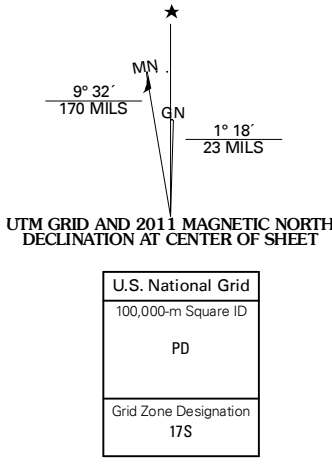 ★
MN
9° 32´
170 MILS
GN
1° 18´
23 MILS
UTM GRID AND 2011 MAGNETIC NORTH
DECLINATION AT CENTER OF SHEET
U.S. National Grid
100,000-m Square ID
PD
Grid Zone Designation
17S